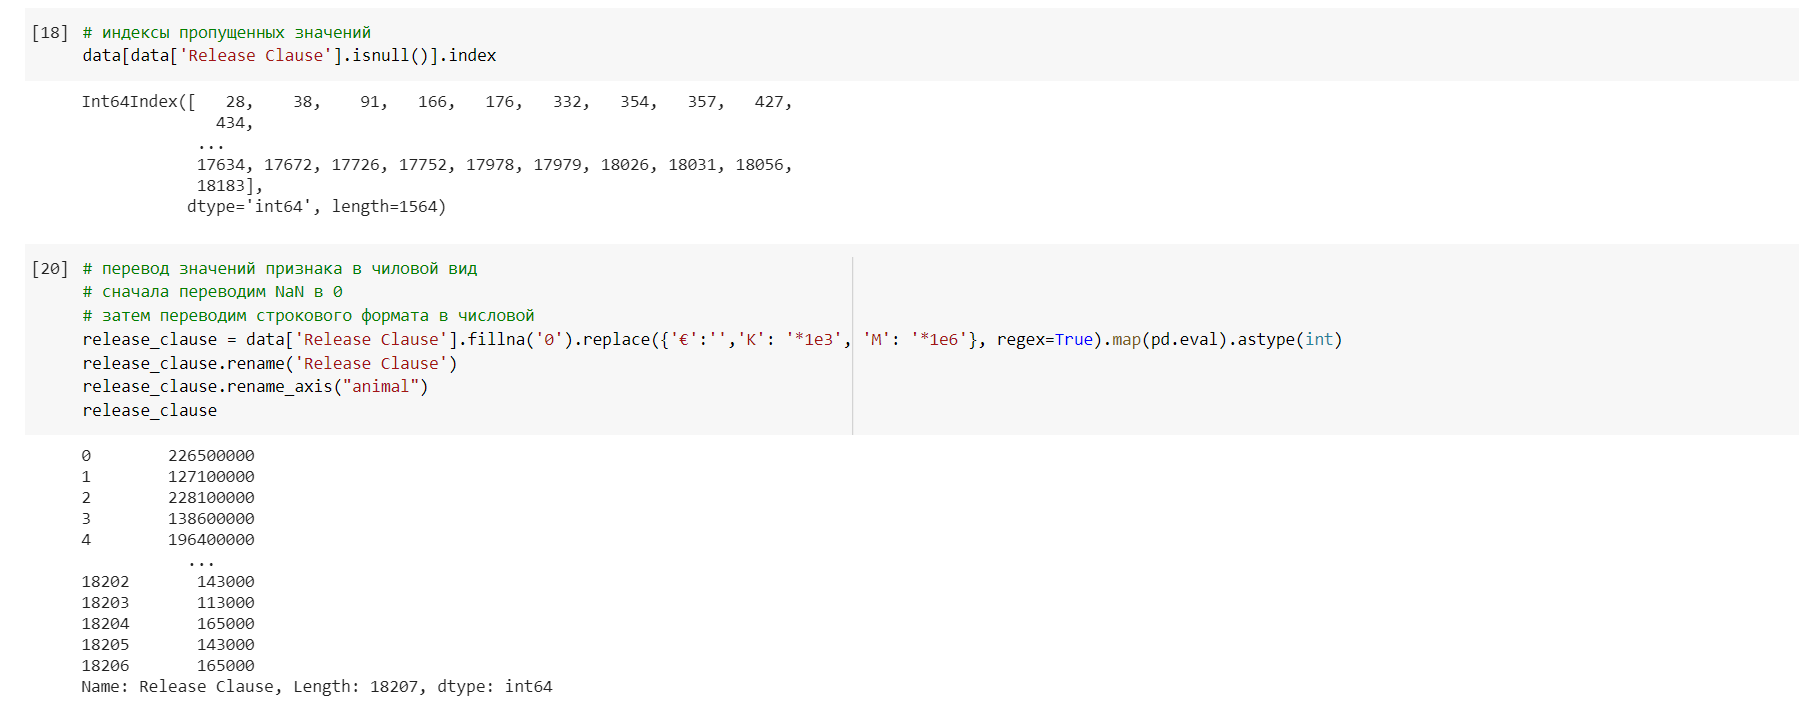 [18] # индексы пропущенных значений
data[data['Release Clause'].isnull()].index
Int64Index([   28,    38,    91,   166,   176,   332,   354,   357,   427,
434,
...
17634, 17672, 17726, 17752, 17978, 17979, 18026, 18031, 18056,
18183],
dtype='int64', length=1564)
[20] # перевод значений признака в чиловой вид
# сначала переводим NaN в 0
# затем переводим строкового формата в числовой
release_clause = data['Release Clause'].fillna('0').replace({'€':'','K': '*1e3', 'M': '*1e6'}, regex=True).map(pd.eval).astype(int)
release_clause.rename('Release Clause')
release_clause.rename_axis("animal")
release_clause
0        226500000
1        127100000
2        228100000
3        138600000
4        196400000
...
18202       143000
18203       113000
18204       165000
18205       143000
18206       165000
Name: Release Clause, Length: 18207, dtype: int64